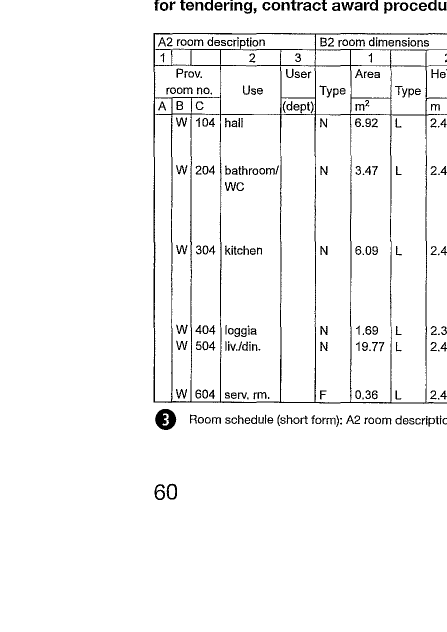 for tendering, contract award procedu
A2 room description B2 room dimensions
1 2 3 1 2
Prov. User Area He
room no. Use Type Type
A B C (dept) m² m
W 104 hall N 6.92 L 2.4
W 204 bathroom/ N 3.47 L 2.4
WC
W 304 kitchen N 6.09 L 2.4
W 404 loggia N 1.69 L 2.3
W 504 liv./din. N 19.77 L 2.4
W 604 serv. rm. F 0.36 L 2.4
3 Room schedule (short form): A2 room descriptio
60